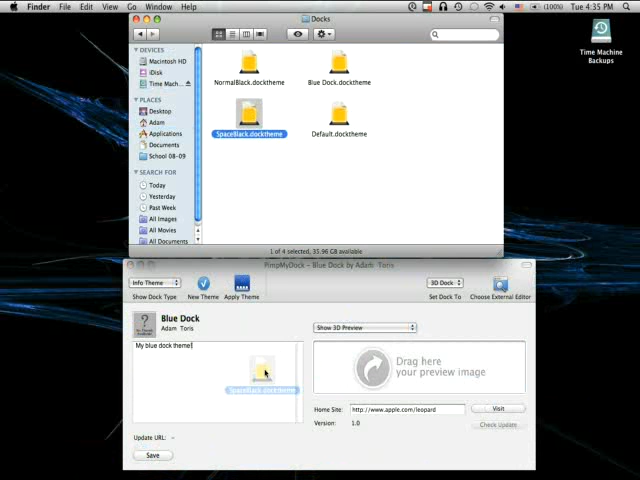 Finder File Edit View Go Window Help
(100%) Tue 4:35 PM
Docks
Time Machine
Backups
DEVICES
Macintosh HD
iDisk
Time Mach...
PLACES
Desktop
Adam
Applications
Documents
School 08-09
SEARCH FOR
Today
Yesterday
Past Week
All Images
All Movies
All Documents
NormalBlack.docktheme
Blue Dock.docktheme
SpaceBlack.docktheme
Default.docktheme
1 of 4 selected, 35.96 GB available
PimpMyDock - Blue Dock by Adam Toris
Info Theme
3D Dock
Show Dock Type
New Theme
Apply Theme
Set Dock To
Choose External Editor
Blue Dock
Adam Toris
Show 3D Preview
My blue dock theme!
SpaceBlack.docktheme
Drag here
your preview image
Home Site: http://www.apple.com/leopard
Visit
Version: 1.0
Check Update
Update URL: -
Save